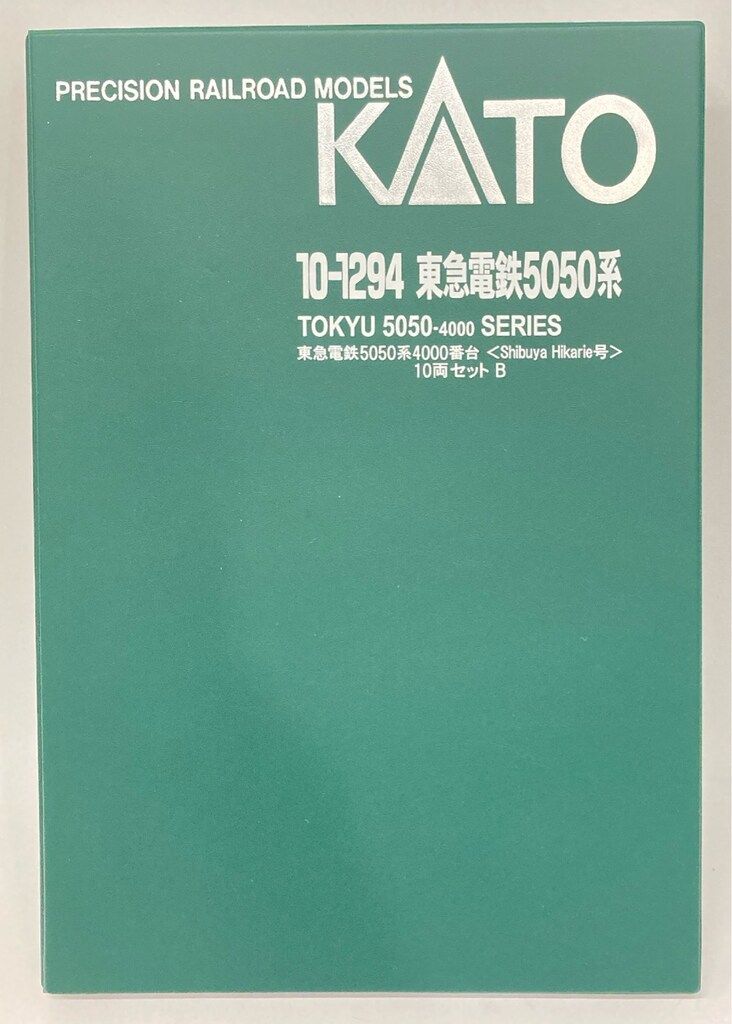 PRECISION RAILROAD MODELS
KATO
10-1294 東急電鉄5050系
TOKYU 5050-4000 SERIES
東急電鉄5050系4000番台 <Shibuya Hikarie号>
10両セット B